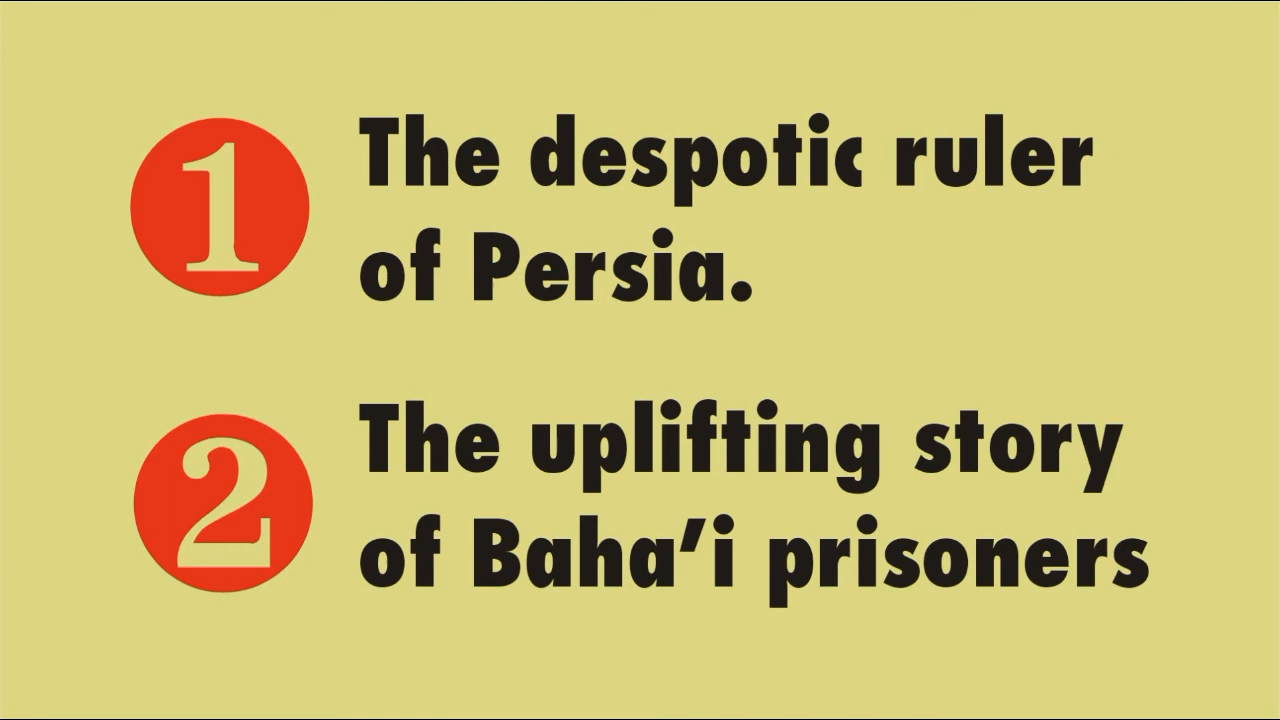 1 The despotic ruler
of Persia.
2 The uplifting story
of Baha’i prisoners